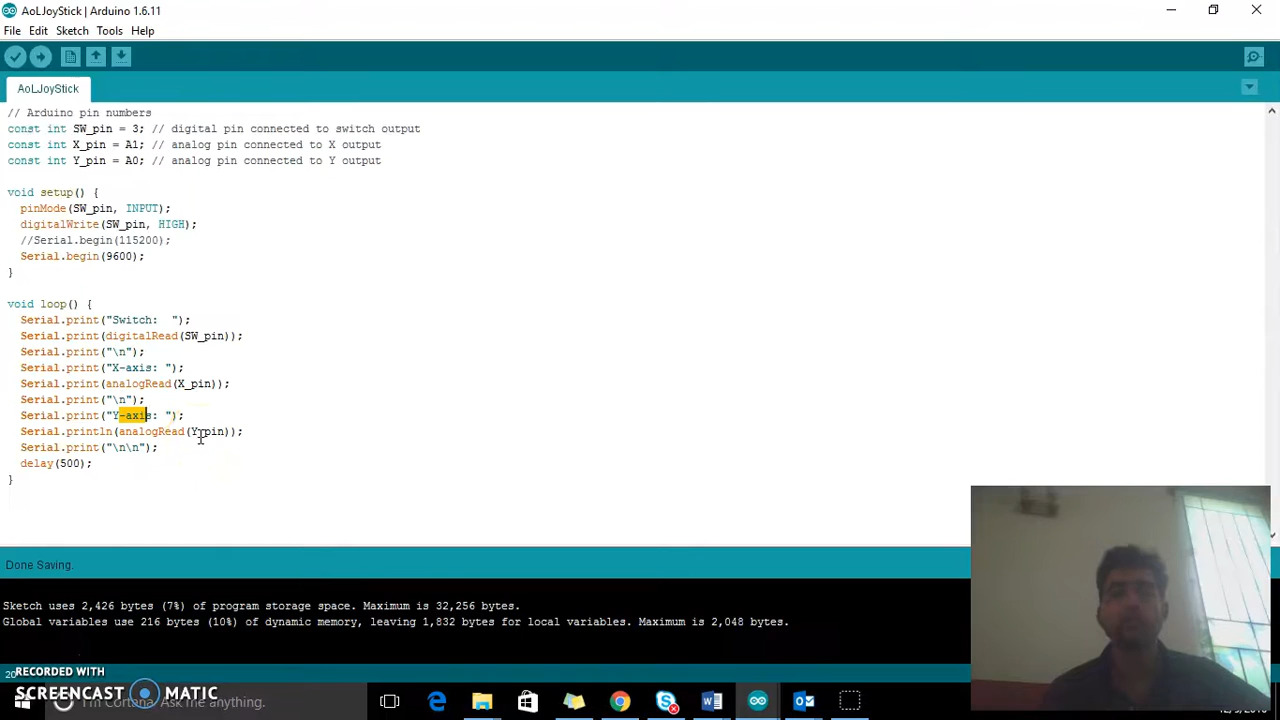 AoLJoyStick | Arduino 1.6.11
File Edit Sketch Tools Help
AoLJoyStick
// Arduino pin numbers
const int SW_pin = 3; // digital pin connected to switch output
const int X_pin = A1; // analog pin connected to X output
const int Y_pin = A0; // analog pin connected to Y output
void setup() {
pinMode(SW_pin, INPUT);
digitalWrite(SW_pin, HIGH);
//Serial.begin(115200);
Serial.begin(9600);
}
void loop() {
Serial.print("Switch:  ");
Serial.print(digitalRead(SW_pin));
Serial.print("\n");
Serial.print("X-axis: ");
Serial.print(analogRead(X_pin));
Serial.print("\n");
Serial.print("Y-axis: ");
Serial.println(analogRead(Y_pin));
Serial.print("\n\n");
delay(500);
}
Done Saving.
Sketch uses 2,426 bytes (7%) of program storage space. Maximum is 32,256 bytes.
Global variables use 216 bytes (10%) of dynamic memory, leaving 1,832 bytes for local variables. Maximum is 2,048 bytes.
20
RECORDED WITH
SCREENCAST MATIC
I'm Cortana. Ask me anything.